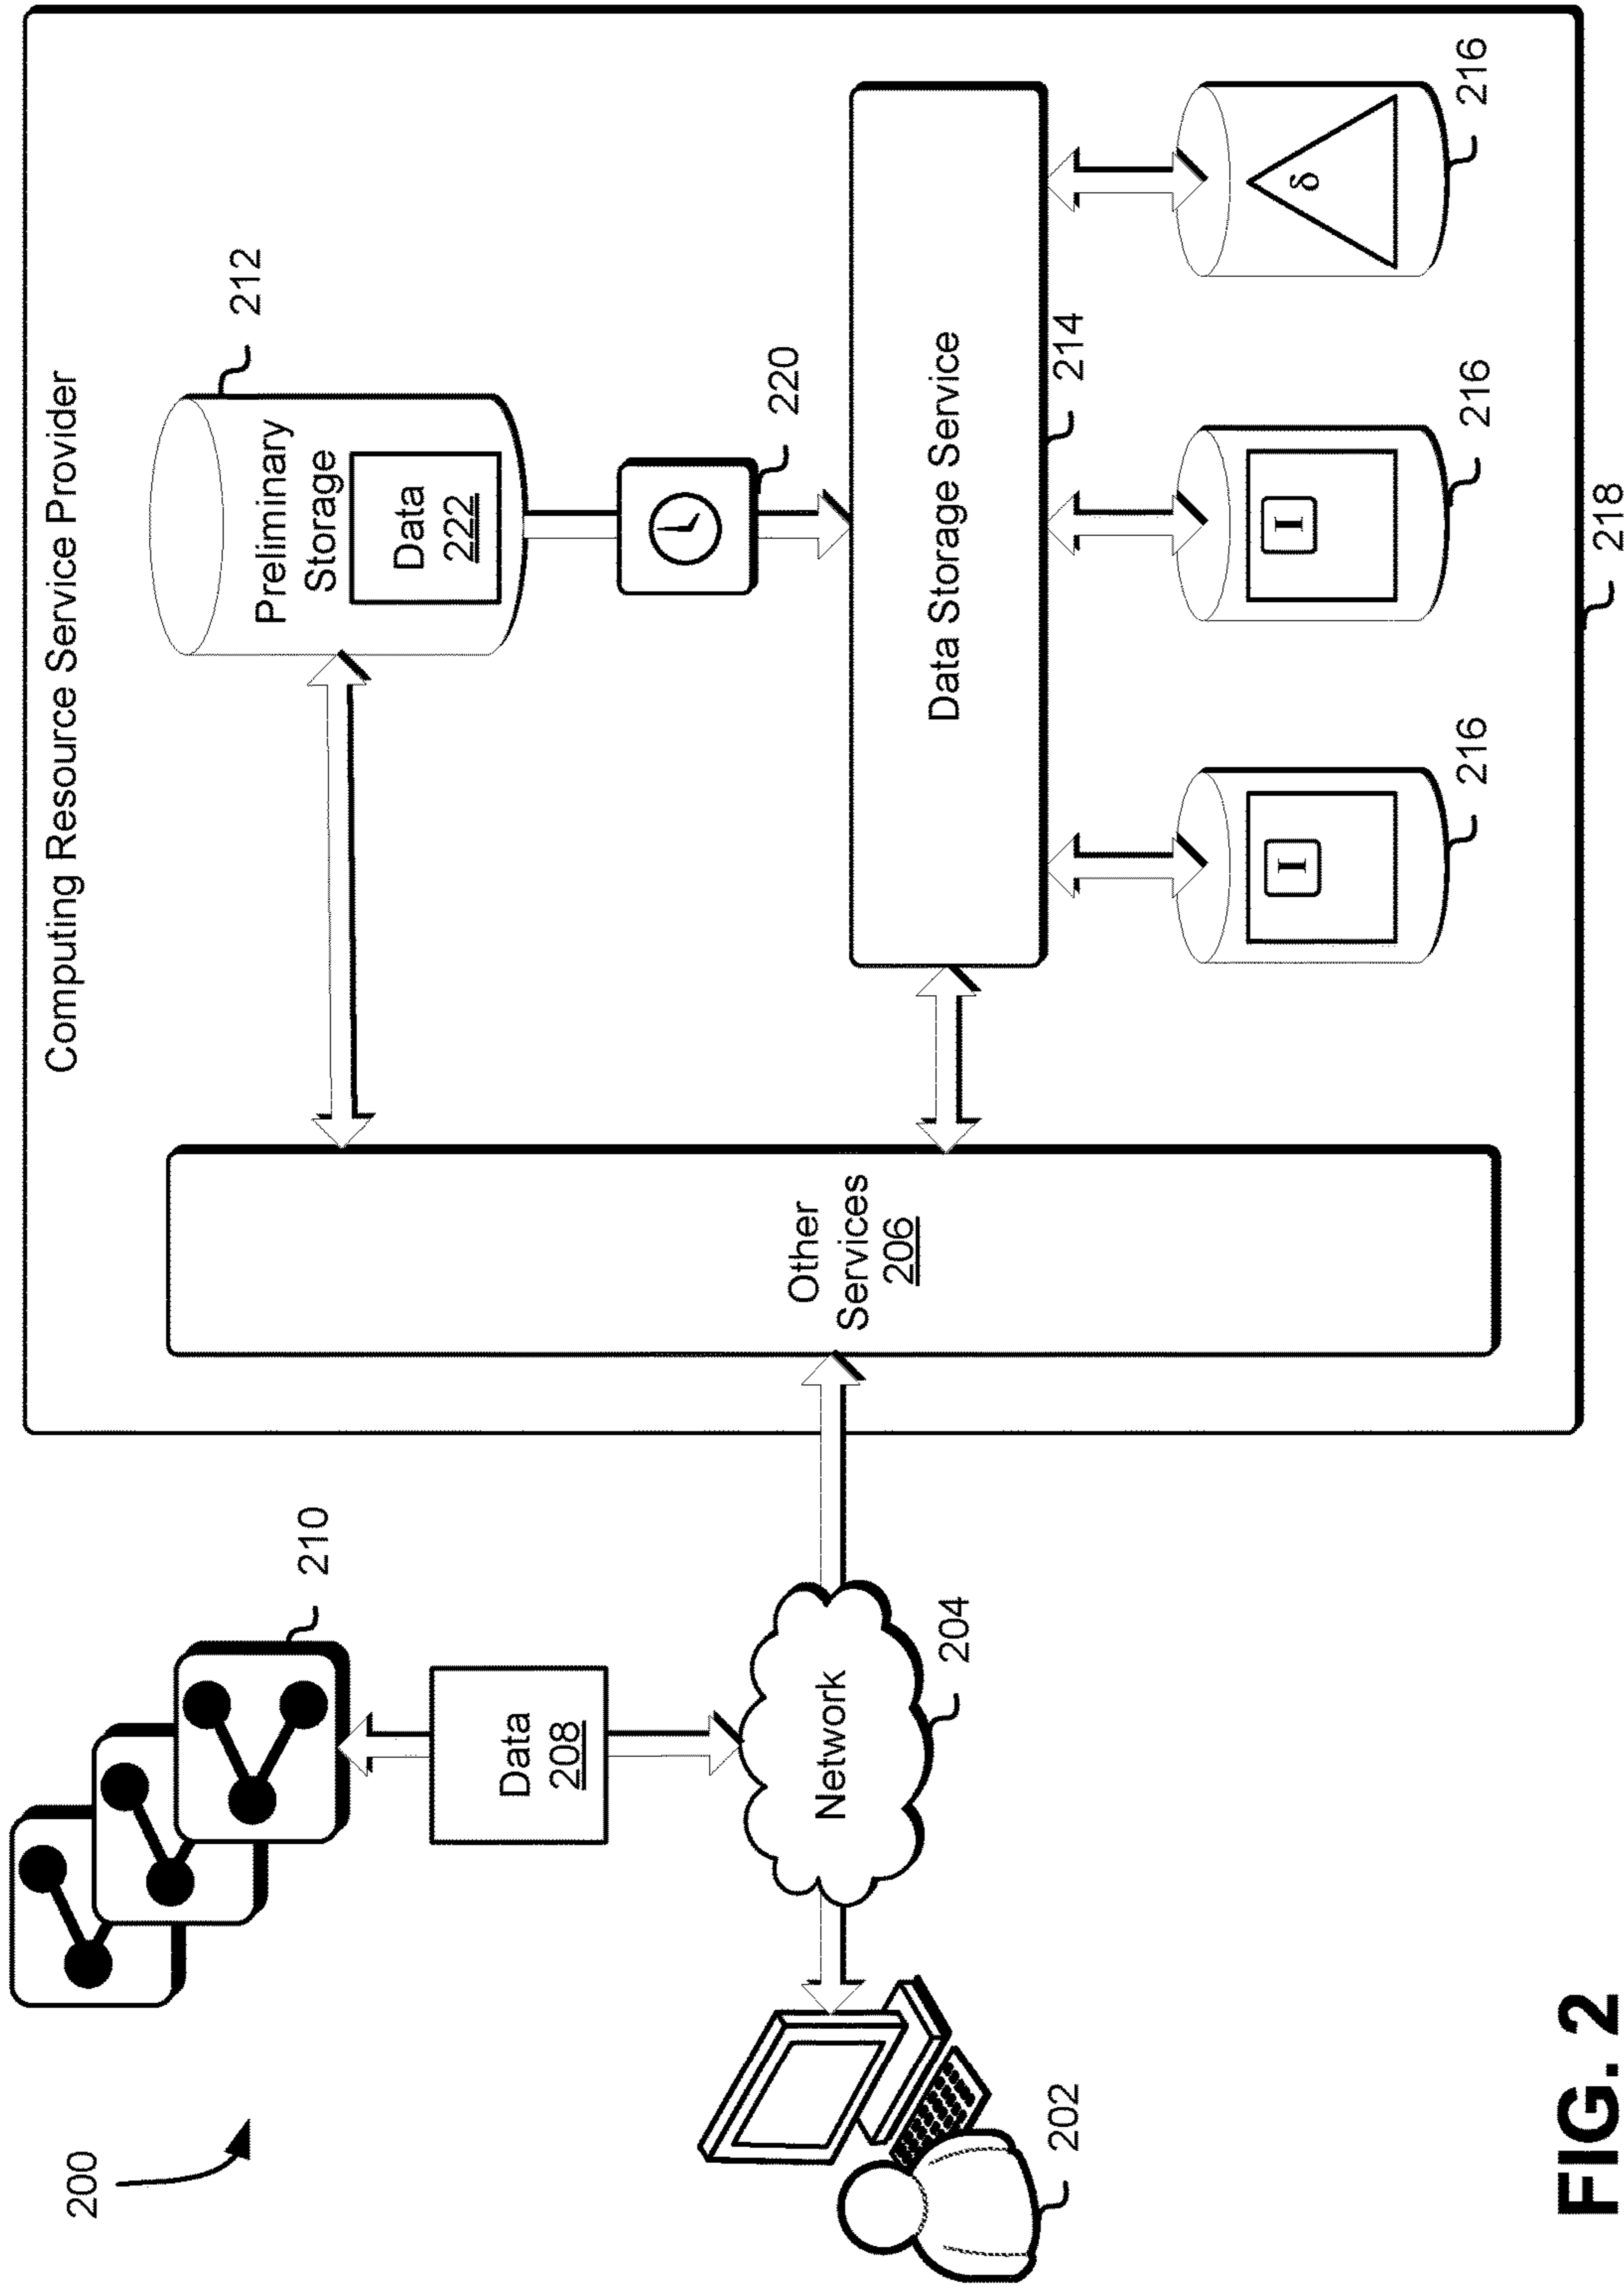 200
210
Data
208
Network
204
202
Computing Resource Service Provider
Other
Services
206
Preliminary
Storage
Data
222
212
220
Data Storage Service
214
I
216
I
216
δ
216
218
FIG. 2